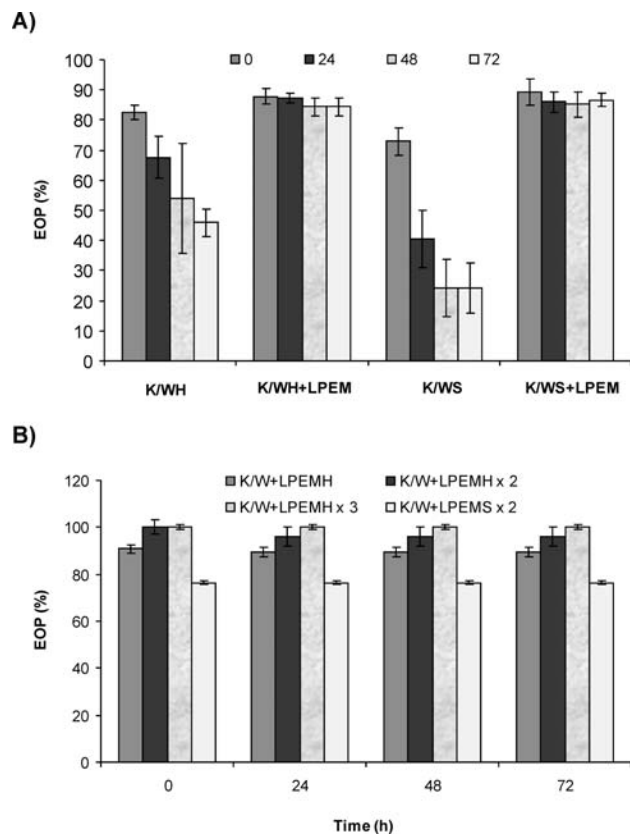 A)
0 24 48 72
100
90
80
70
60
50
40
30
20
10
0
EOP (%)
K/WH K/WH+LPEM K/WS K/WS+LPEM
B)
K/W+LPEMH K/W+LPEMH x 2
K/W+LPEMH x 3 K/W+LPEMS x 2
120
100
80
60
40
20
0
EOP (%)
0 24 48 72
Time (h)